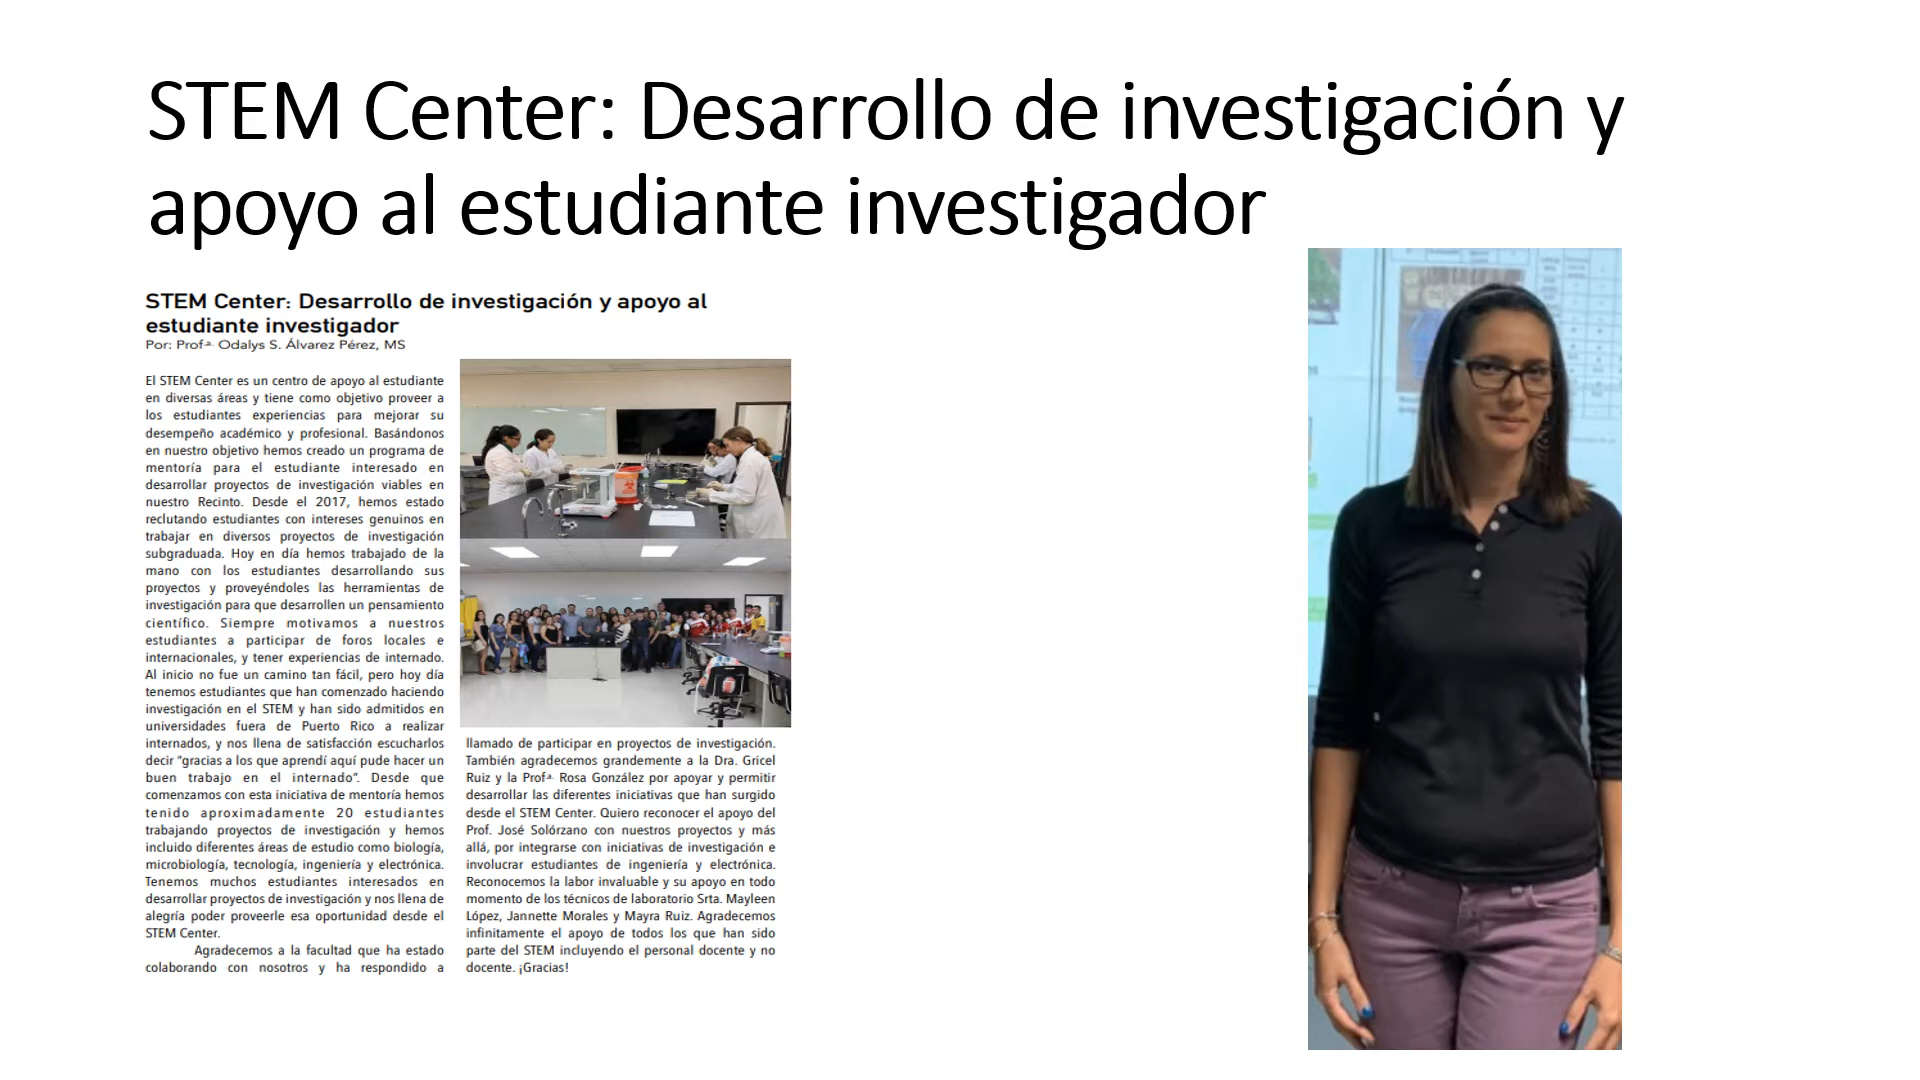 STEM Center: Desarrollo de investigación y
apoyo al estudiante investigador
STEM Center: Desarrollo de investigación y apoyo al
estudiante investigador
Por: Prof.ª Odalys S. Álvarez Pérez, MS
El STEM Center es un centro de apoyo al estudiante
en diversas áreas y tiene como objetivo proveer a
los estudiantes experiencias para mejorar su
desempeño académico y profesional. Basándonos
en nuestro objetivo hemos creado un programa de
mentoría para el estudiante interesado en
desarrollar proyectos de investigación viables en
nuestro Recinto. Desde el 2017, hemos estado
reclutando estudiantes con intereses genuinos en
trabajar en diversos proyectos de investigación
subgraduada. Hoy en día hemos trabajado de la
mano con los estudiantes desarrollando sus
proyectos y proveyéndoles las herramientas de
investigación para que desarrollen un pensamiento
científico. Siempre motivamos a nuestros
estudiantes a participar de foros locales e
internacionales, y tener experiencias de internado.
Al inicio no fue un camino tan fácil, pero hoy día
tenemos estudiantes que han comenzado haciendo
investigación en el STEM y han sido admitidos en
universidades fuera de Puerto Rico a realizar
internados, y nos llena de satisfacción escucharlos
decir “gracias a los que aprendí aquí pude hacer un
buen trabajo en el internado”. Desde que
comenzamos con esta iniciativa de mentoría hemos
tenido aproximadamente 20 estudiantes
trabajando proyectos de investigación y hemos
incluido diferentes áreas de estudio como biología,
microbiología, tecnología, ingeniería y electrónica.
Tenemos muchos estudiantes interesados en
desarrollar proyectos de investigación y nos llena de
alegría poder proveerle esa oportunidad desde el
STEM Center.
Agradecemos a la facultad que ha estado
colaborando con nosotros y ha respondido a
llamado de participar en proyectos de investigación.
También agradecemos grandemente a la Dra. Gricel
Ruiz y la Prof.ª Rosa González por apoyar y permitir
desarrollar las diferentes iniciativas que han surgido
desde el STEM Center. Quiero reconocer el apoyo del
Prof. José Solórzano con nuestros proyectos y más
allá, por integrarse con iniciativas de investigación e
involucrar estudiantes de ingeniería y electrónica.
Reconocemos la labor invaluable y su apoyo en todo
momento de los técnicos de laboratorio Srta. Mayleen
López, Jannette Morales y Mayra Ruiz. Agradecemos
infinitamente el apoyo de todos los que han sido
parte del STEM incluyendo el personal docente y no
docente. ¡Gracias!